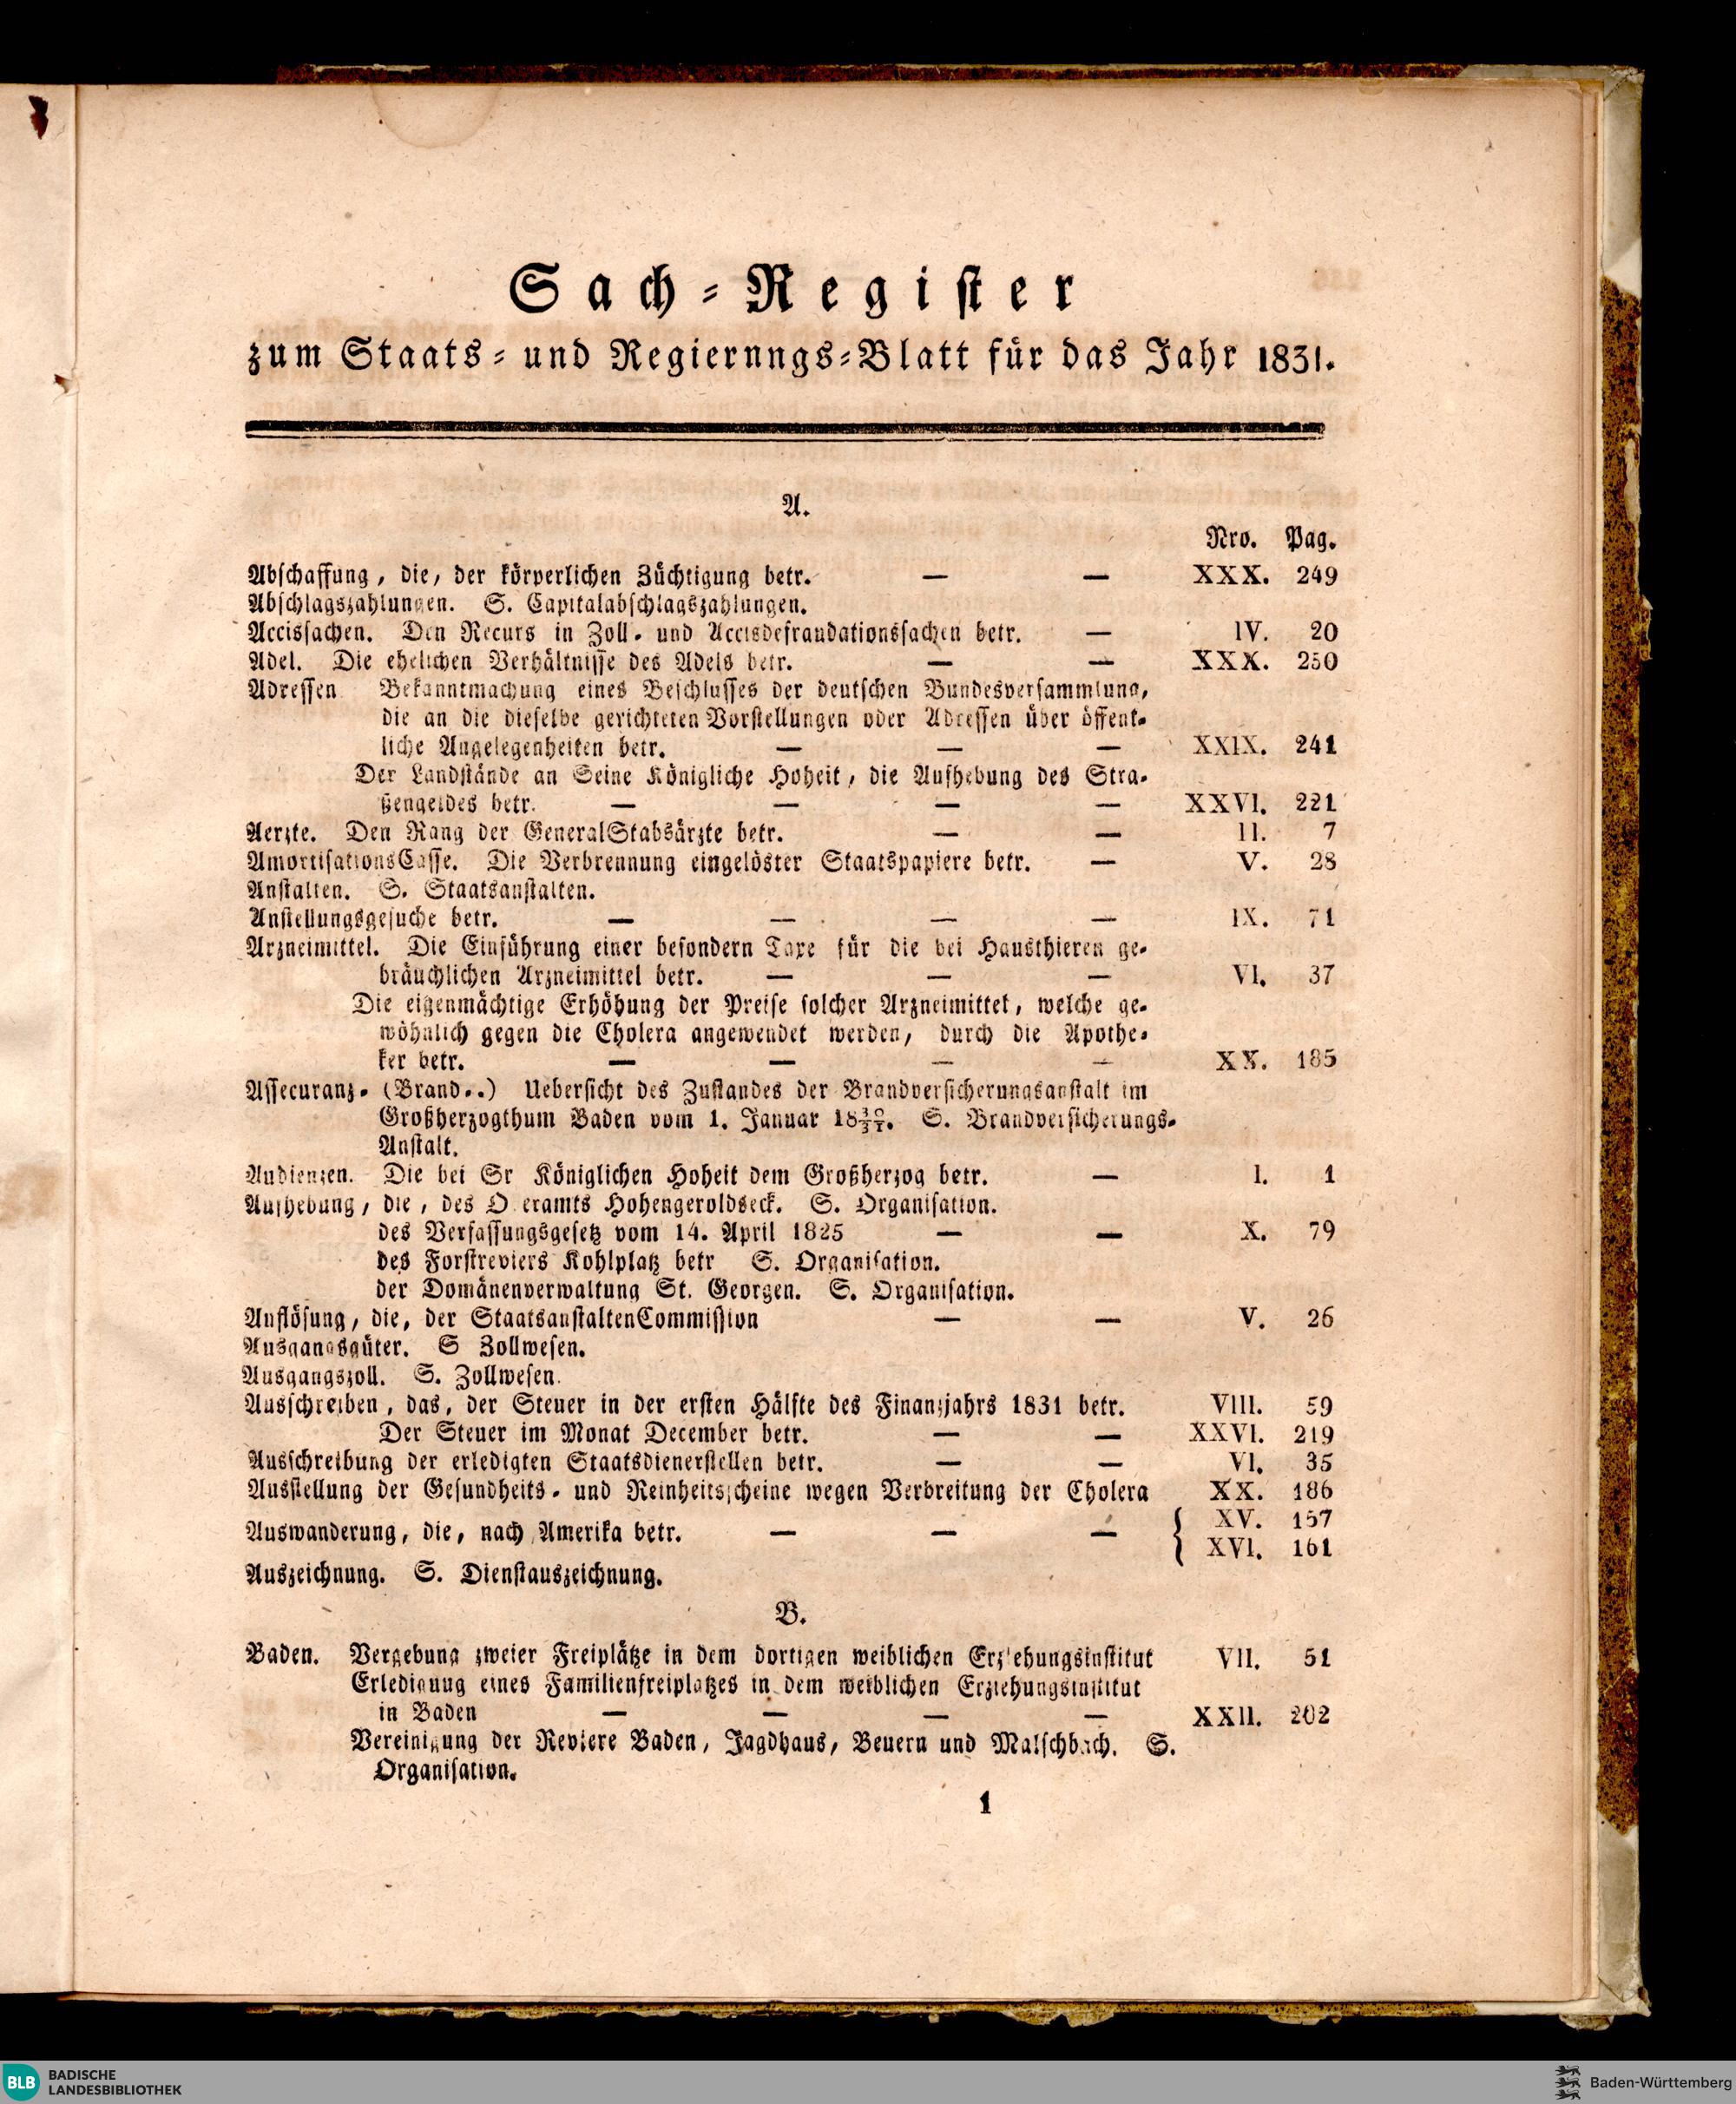 Sach-Register
zum Staats- und Regiernngs-Blatt für das Jahr 1831.
A.
Nro. Pag.
Abschaffung, die, der körperlichen Züchtigung betr. — — XXX. 249
Abschlagszahlungen. S. Capitalabschlagszahlungen.
Accissachen. Den Recurs in Zoll- und Accisdefraudationssachen betr. — IV. 20
Adel. Die ehelichen Verhältnisse des Adels betr. — — XXX. 250
Adressen Bekanntmachung eines Beschlusses der deutschen Bundesversammlung,
die an die dieselbe gerichteten Vorstellungen oder Adressen über öffent-
liche Angelegenheiten betr. — — — XXIX. 241
Der Landstände an Seine Königliche Hoheit, die Aufhebung des Stra-
ßengeldes betr. — — — — XXVI. 221
Aerzte. Den Rang der GeneralStabsärzte betr. — — II. 7
AmortisationsCasse. Die Verbrennung eingelöster Staatspapiere betr. — V. 28
Anstalten. S. Staatsanstalten.
Anstellungsgesuche betr. — — — — IX. 71
Arzneimittel. Die Einführung einer besondern Taxe für die bei Hausthieren ge-
bräuchlichen Arzneimittel betr. — — — VI. 37
Die eigenmächtige Erhöhung der Preise solcher Arzneimittel, welche ge-
wöhnlich gegen die Cholera angewendet werden, durch die Apothe-
ker betr. — — — — XX. 185
Assecuranz- (Brand..) Uebersicht des Zustandes der Brandversicherungsanstalt im
Großherzogthum Baden vom 1. Januar 18 30/31. S. Brandversicherungs-
Anstalt.
Audienzen. Die bei Sr Königlichen Hoheit dem Großherzog betr. — I. 1
Aufhebung, die, des O eramts Hohengeroldseck. S. Organisation.
des Verfassungsgesetz vom 14. April 1825 — — X. 79
des Forstreviers Kohlplatz betr S. Organisation.
der Domänenverwaltung St. Georgen. S. Organisation.
Auflösung, die, der StaatsanstaltenCommission — — V. 26
Ausgangsgüter. S Zollwesen.
Ausgangszoll. S. Zollwesen.
Ausschreiben, das, der Steuer in der ersten Hälfte des Finanzjahrs 1831 betr. VIII. 59
Der Steuer im Monat December betr. — — XXVI. 219
Ausschreibung der erledigten Staatsdienerstellen betr. — — VI. 35
Ausstellung der Gesundheits- und Reinheitsscheine wegen Verbreitung der Cholera XX. 186
Auswanderung, die, nach Amerika betr. — — — { XV. 157
XVI. 161
Auszeichnung. S. Dienstauszeichnung.
B.
Baden. Vergebung zweier Freiplätze in dem dortigen weiblichen Erziehungsinstitut VII. 51
Erledigung eines Familienfreiplatzes in dem weiblichen Erziehungsinstitut
in Baden — — — — XXII. 202
Vereinigung der Reviere Baden, Jagdhaus, Beuern und Malschbach. S.
Organisation.
1
BLB BADISCHE
LANDESBIBLIOTHEK
Baden-Württemberg